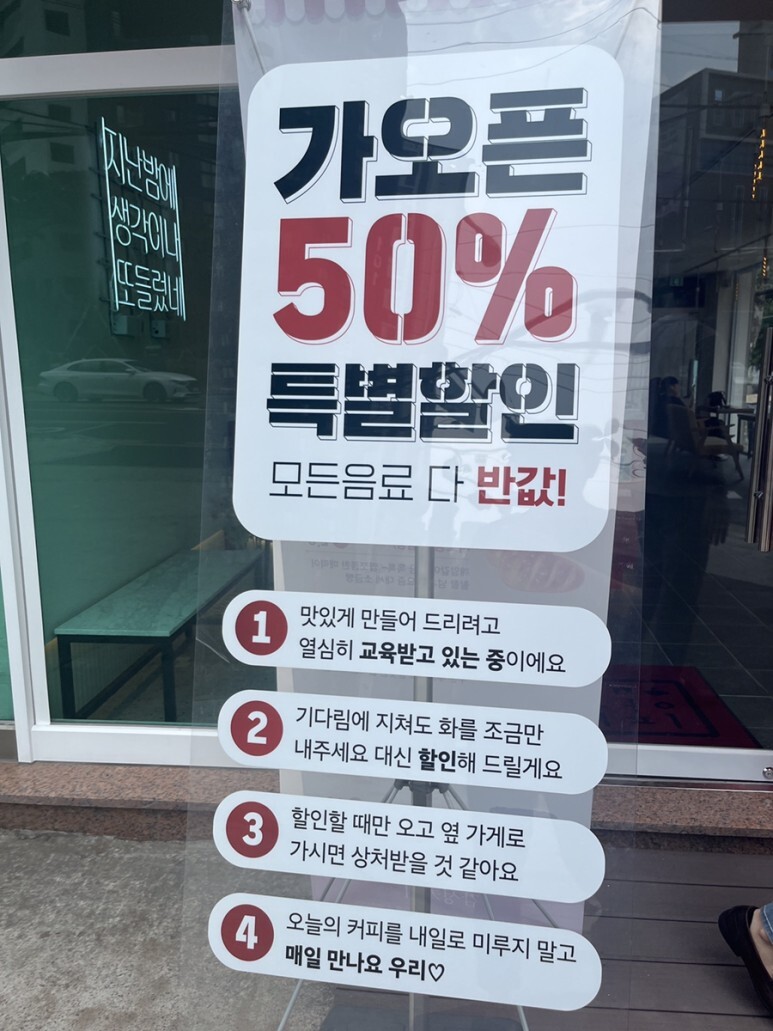 지난밤에
생각이나
또들렀네
가오픈
50%
특별할인
모든음료 다 반값!
1 맛있게 만들어 드리려고
열심히 교육받고 있는 중이에요
2 기다림에 지쳐도 화를 조금만
내주세요 대신 할인해 드릴게요
3 할인할 때만 오고 옆 가게로
가시면 상처받을 것 같아요
4 오늘의 커피를 내일로 미루지 말고
매일 만나요 우리♡